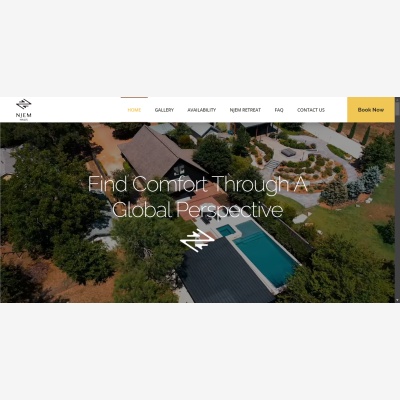 NJEM
HOME
GALLERY
AVAILABILITY
NJEM RETREAT
FAQ
CONTACT US
Book Now
Find Comfort Through A
Global Perspective